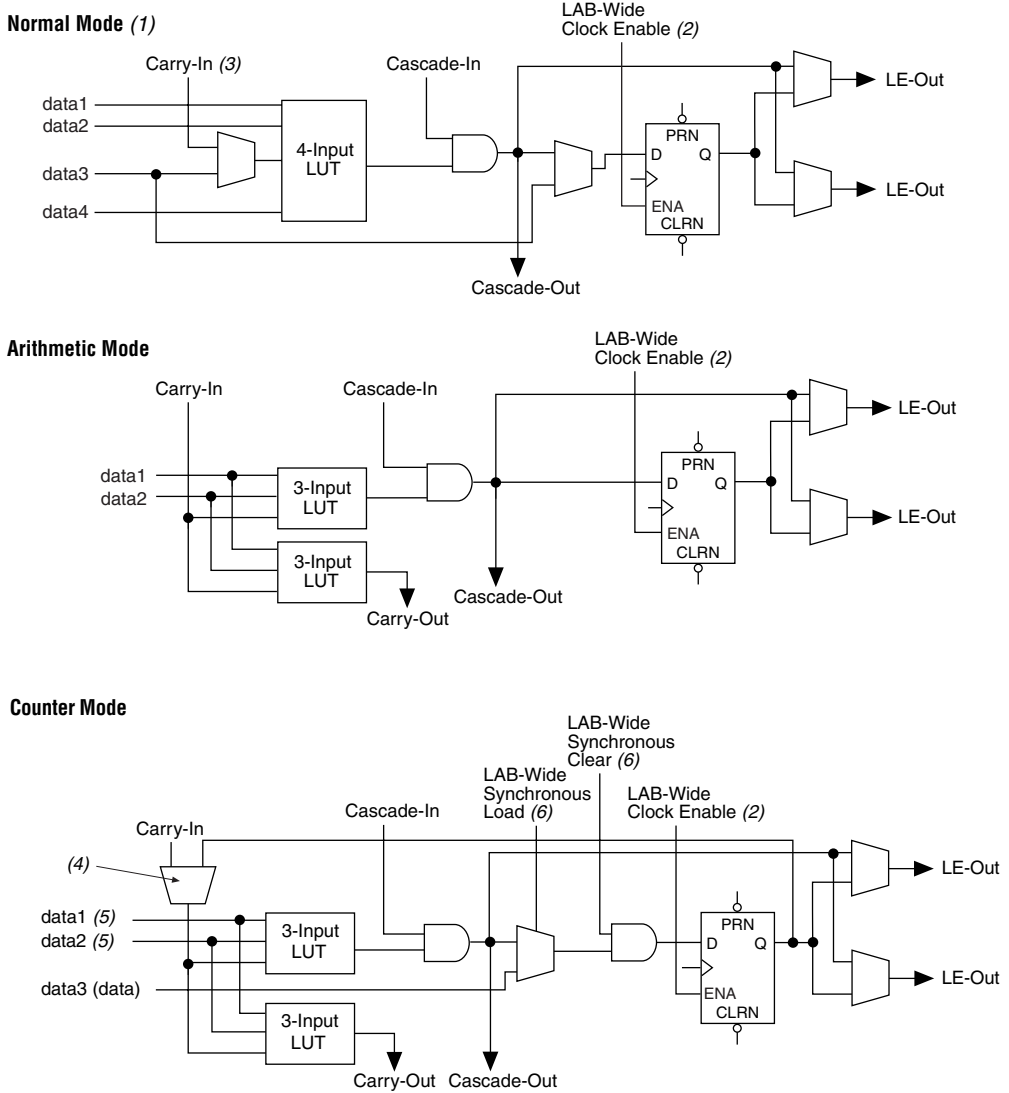 Normal Mode (1)
LAB-Wide
Clock Enable (2)
Carry-In (3)
Cascade-In
LE-Out
data1
data2
data3
data4
4-Input
LUT
PRN
D
Q
ENA
CLRN
LE-Out
Cascade-Out
Arithmetic Mode
LAB-Wide
Clock Enable (2)
Carry-In
Cascade-In
LE-Out
data1
data2
3-Input
LUT
PRN
D
Q
ENA
CLRN
LE-Out
3-Input
LUT
Cascade-Out
Carry-Out
Counter Mode
LAB-Wide
Synchronous
Clear (6)
LAB-Wide
Synchronous
Load (6)
LAB-Wide
Clock Enable (2)
Cascade-In
Carry-In
(4)
LE-Out
data1 (5)
data2 (5)
data3 (data)
3-Input
LUT
PRN
D
Q
ENA
CLRN
LE-Out
3-Input
LUT
Carry-Out
Cascade-Out